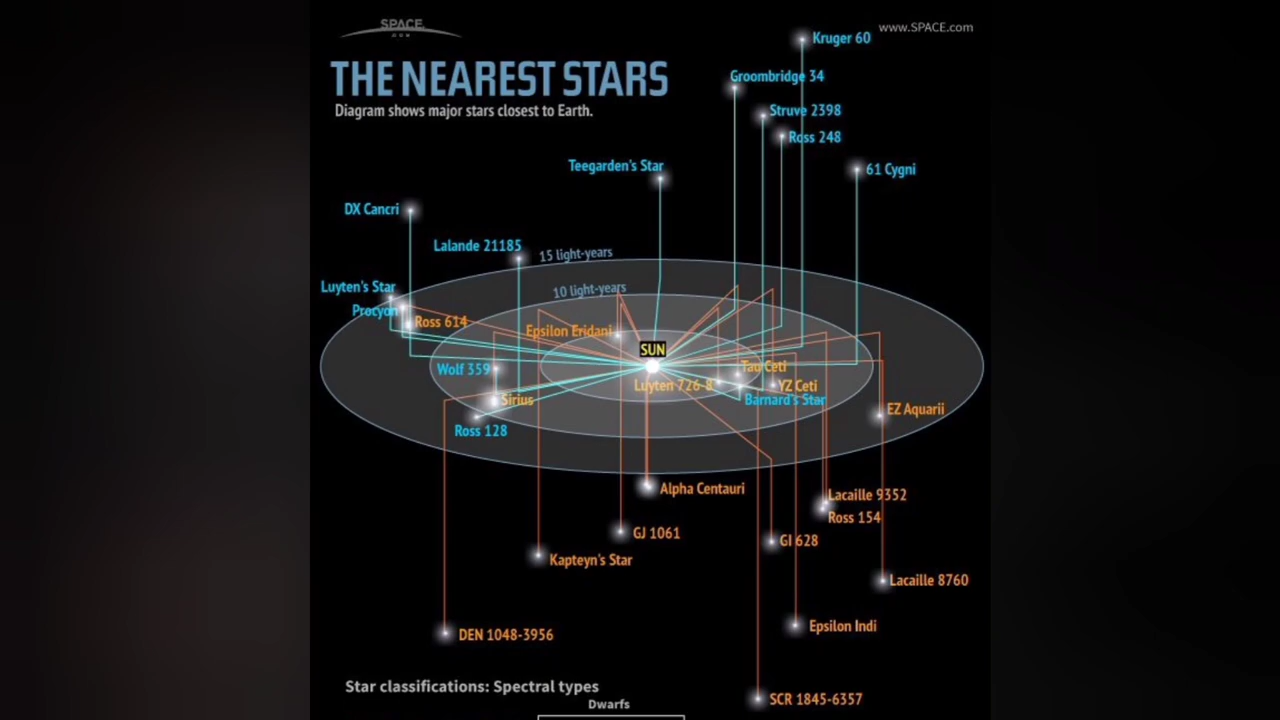 SPACE
www.SPACE.com
Kruger 60
THE NEAREST STARS
Groombridge 34
Diagram shows major stars closest to Earth.
Struve 2398
Ross 248
Teegarden's Star
61 Cygni
DX Cancri
Lalande 21185
15 light-years
Luyten's Star
10 light-years
Procyon
Ross 614
Epsilon Eridani
SUN
Wolf 359
Tau Ceti
Luyten 726-8
YZ Ceti
Sirius
Barnard's Star
EZ Aquarii
Ross 128
Alpha Centauri
Lacaille 9352
Ross 154
GJ 1061
GI 628
Kapteyn's Star
Lacaille 8760
Epsilon Indi
DEN 1048-3956
Star classifications: Spectral types
SCR 1845-6357
Dwarfs